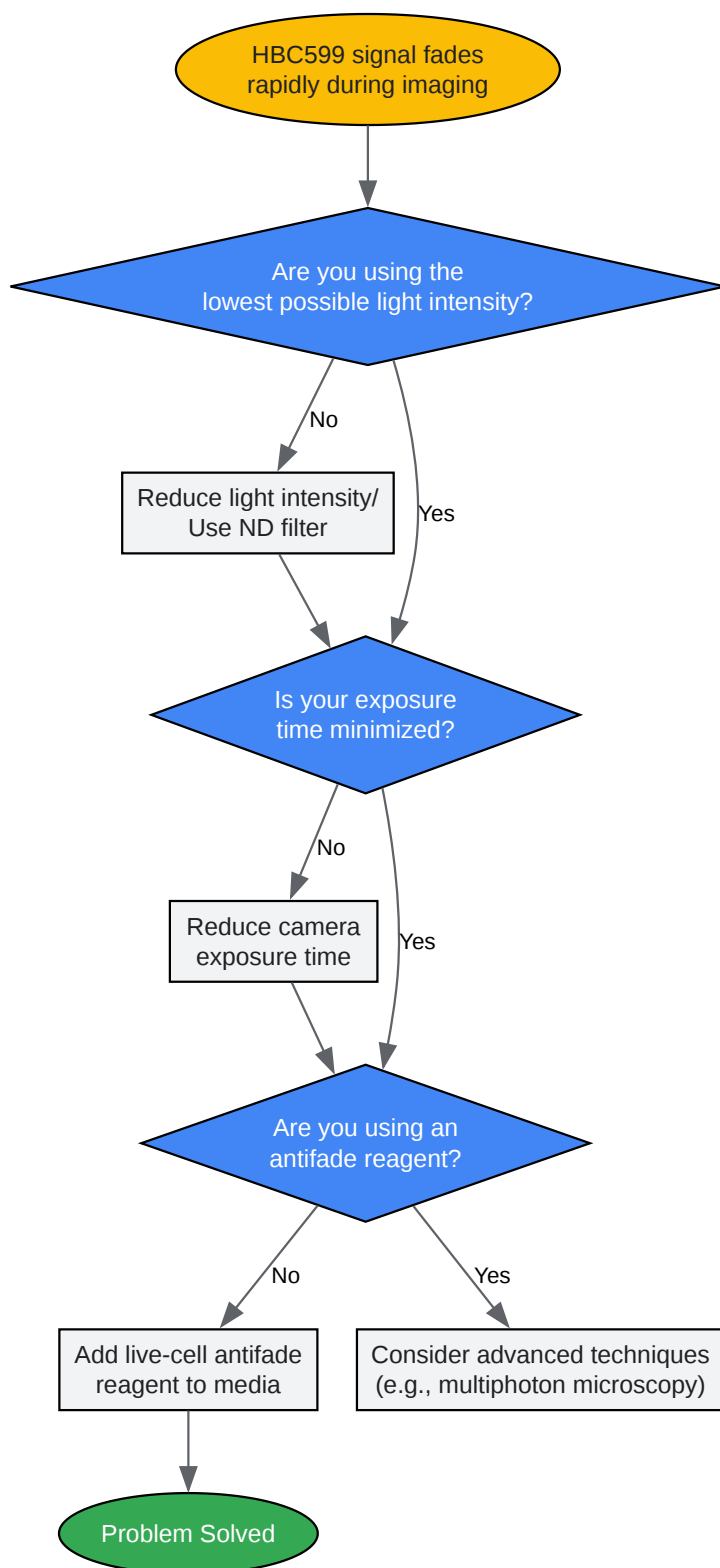 HBC599 signal fades
rapidly during imaging
Are you using the
lowest possible light intensity?
No
Yes
Reduce light intensity/
Use ND filter
Is your exposure
time minimized?
No
Yes
Reduce camera
exposure time
Are you using an
antifade reagent?
No
Yes
Add live-cell antifade
reagent to media
Consider advanced techniques
(e.g., multiphoton microscopy)
Problem Solved